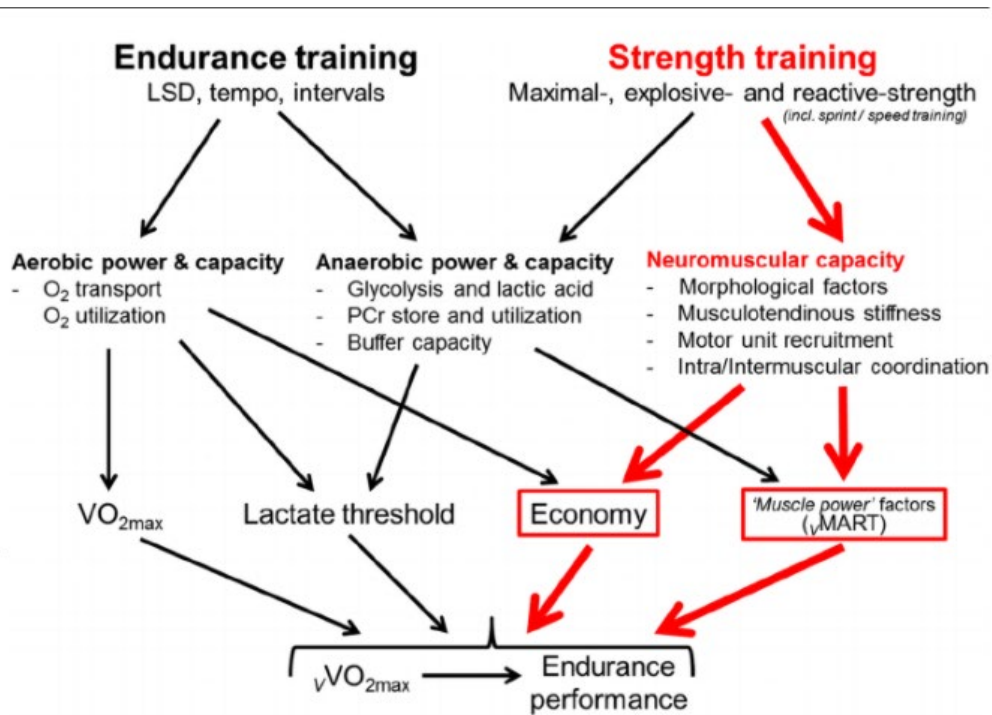 Endurance training
LSD, tempo, intervals
Strength training
Maximal-, explosive- and reactive-strength
(incl. sprint / speed training)
Aerobic power & capacity
- O₂ transport
O₂ utilization
Anaerobic power & capacity
- Glycolysis and lactic acid
- PCr store and utilization
- Buffer capacity
Neuromuscular capacity
- Morphological factors
- Musculotendinous stiffness
- Motor unit recruitment
- Intra/Intermuscular coordination
VO₂max
Lactate threshold
Economy
'Muscle power' factors
(vMART)
vVO₂max
Endurance
performance